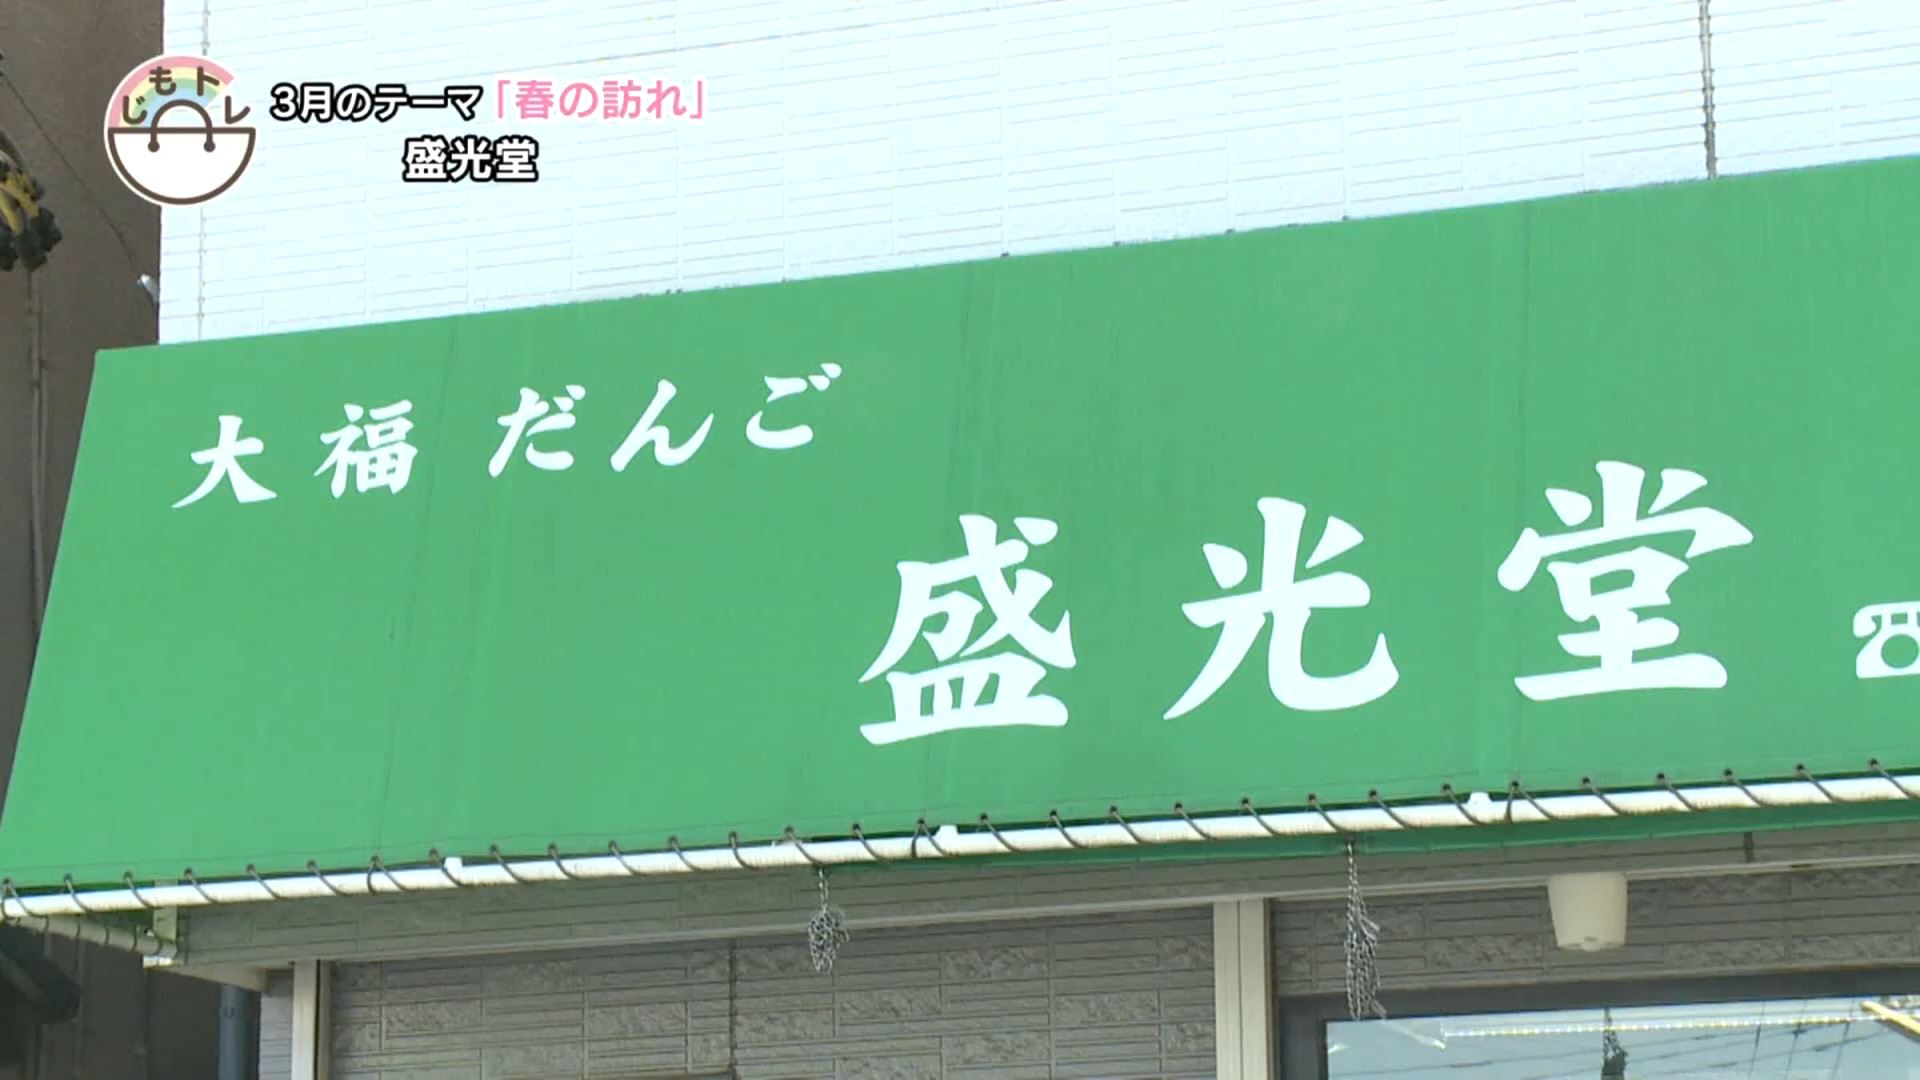 じもトレ
3月のテーマ「春の訪れ」
盛光堂
大福 だんご
盛光堂